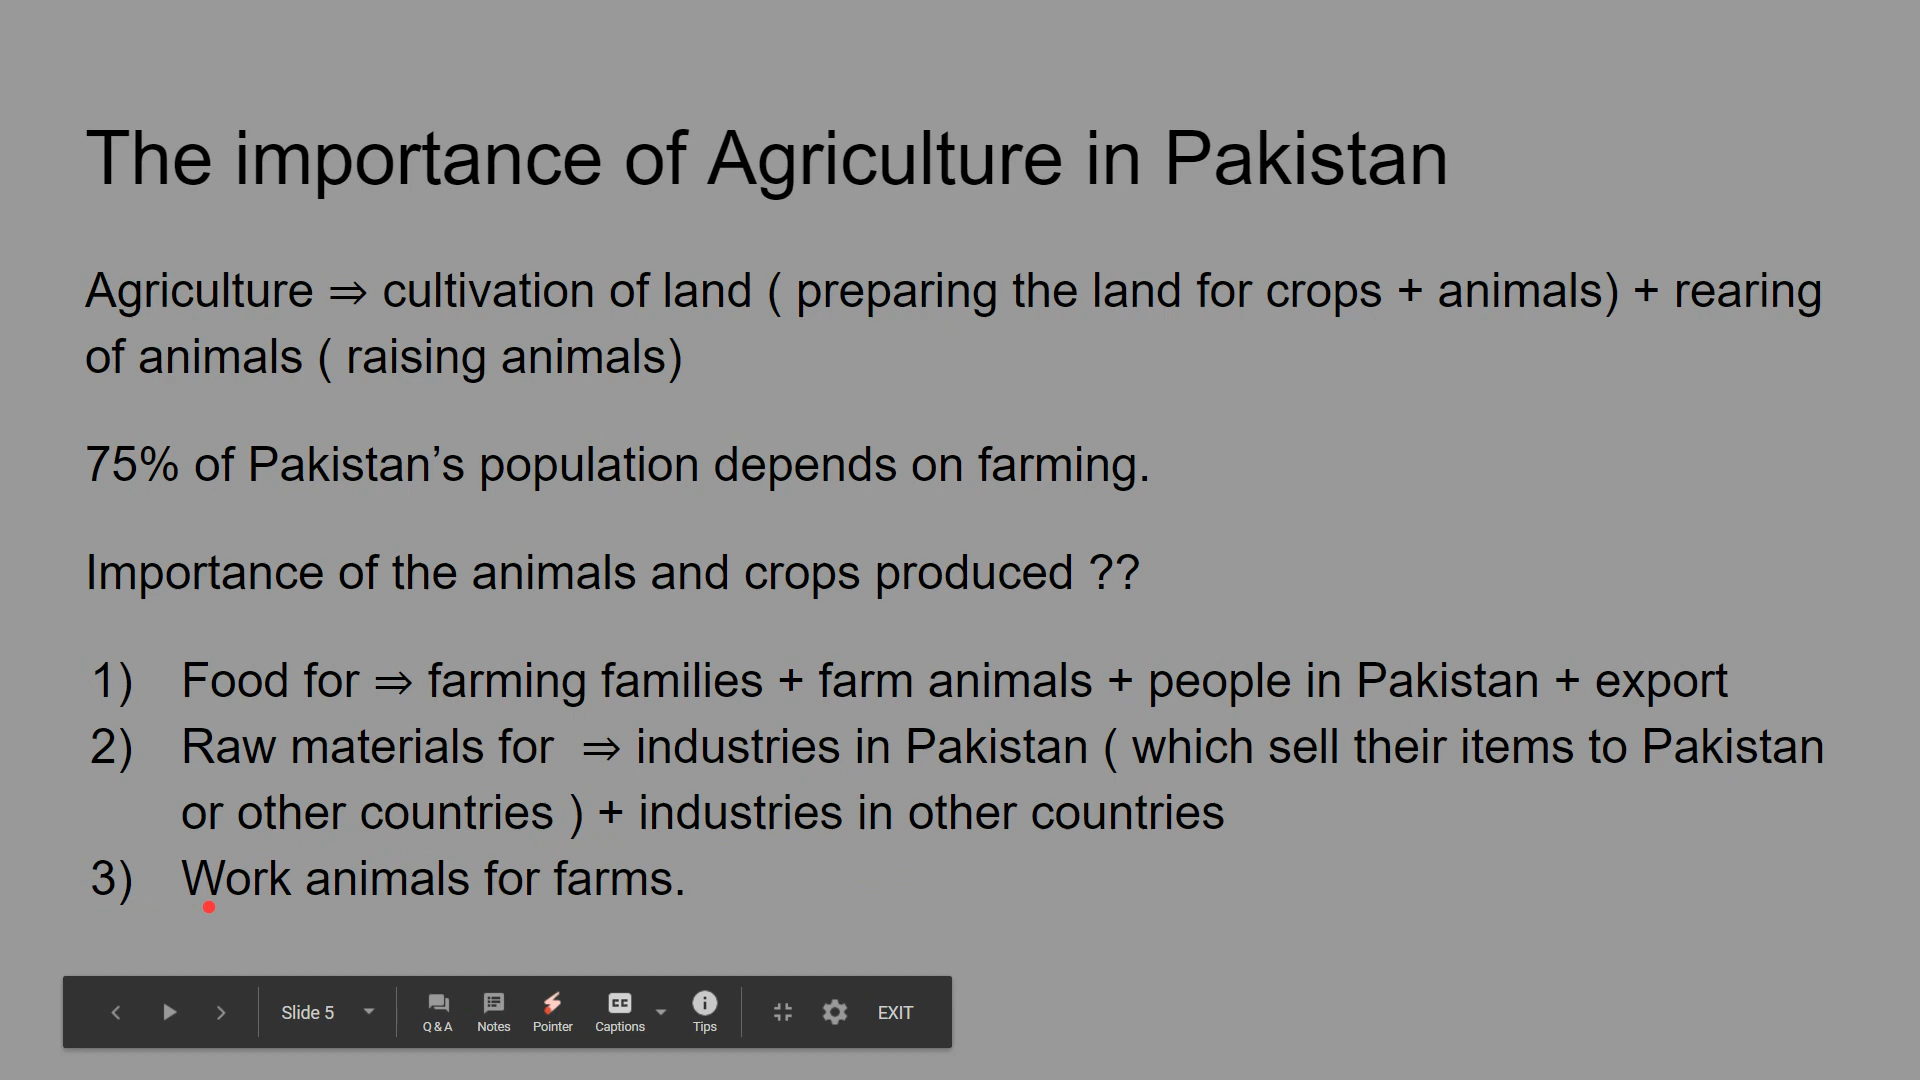 The importance of Agriculture in Pakistan
Agriculture ⇒ cultivation of land ( preparing the land for crops + animals) + rearing
of animals ( raising animals)
75% of Pakistan’s population depends on farming.
Importance of the animals and crops produced ??
1) Food for ⇒ farming families + farm animals + people in Pakistan + export
2) Raw materials for ⇒ industries in Pakistan ( which sell their items to Pakistan
or other countries ) + industries in other countries
3) Work animals for farms.
Slide 5 Q & A Notes Pointer CC Captions Tips EXIT